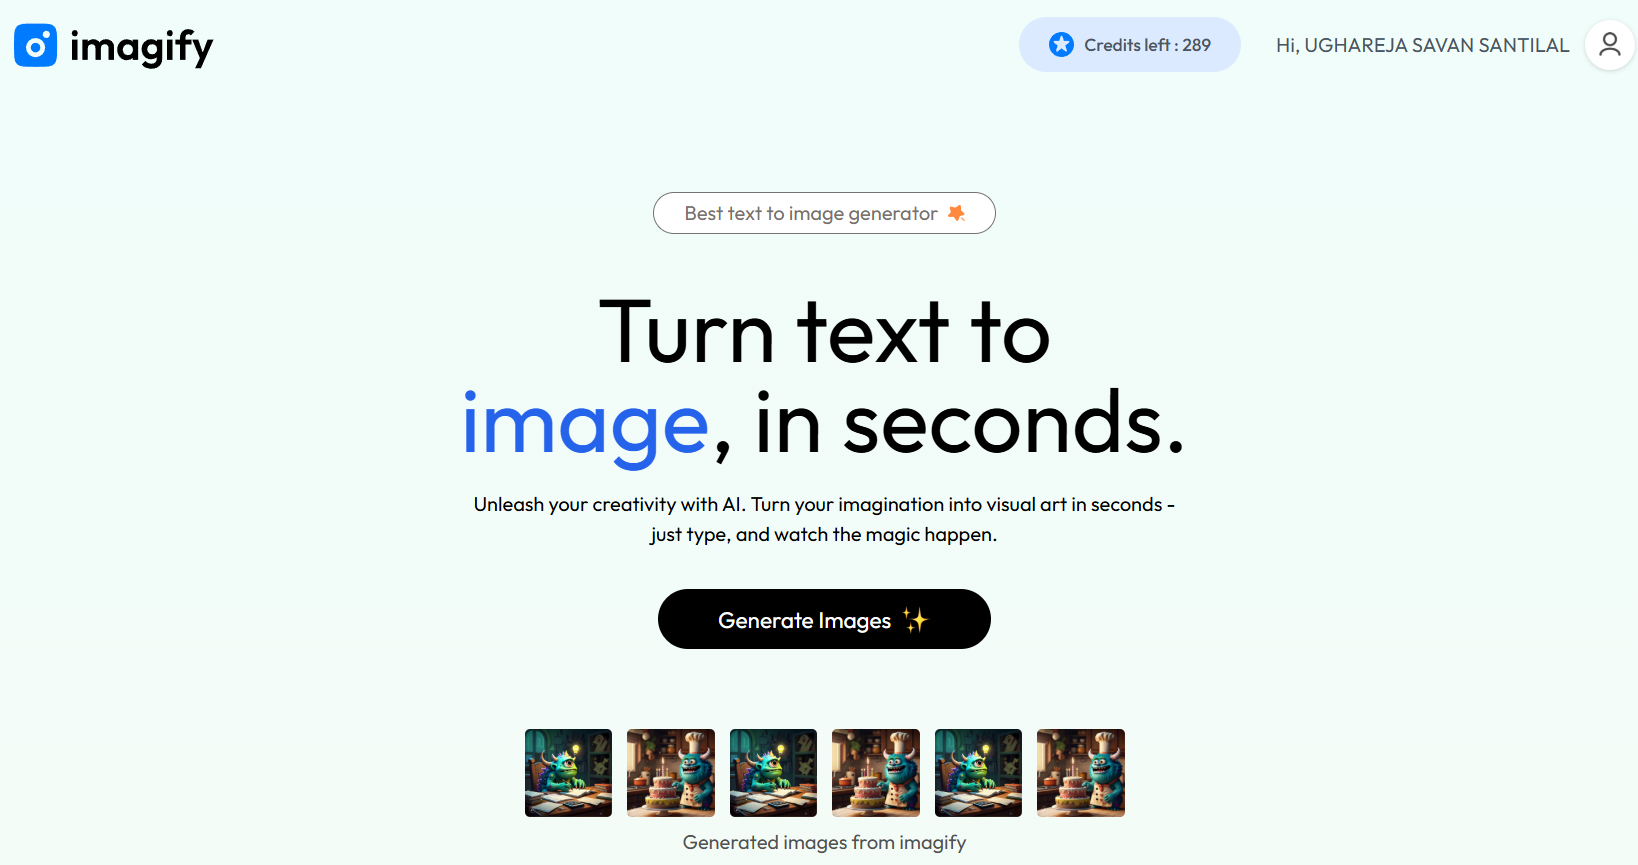 imagify
Credits left : 289
Hi, UGHAREJA SAVAN SANTILAL
Best text to image generator
Turn text to
image, in seconds.
Unleash your creativity with AI. Turn your imagination into visual art in seconds -
just type, and watch the magic happen.
Generate Images ✨
Generated images from imagify